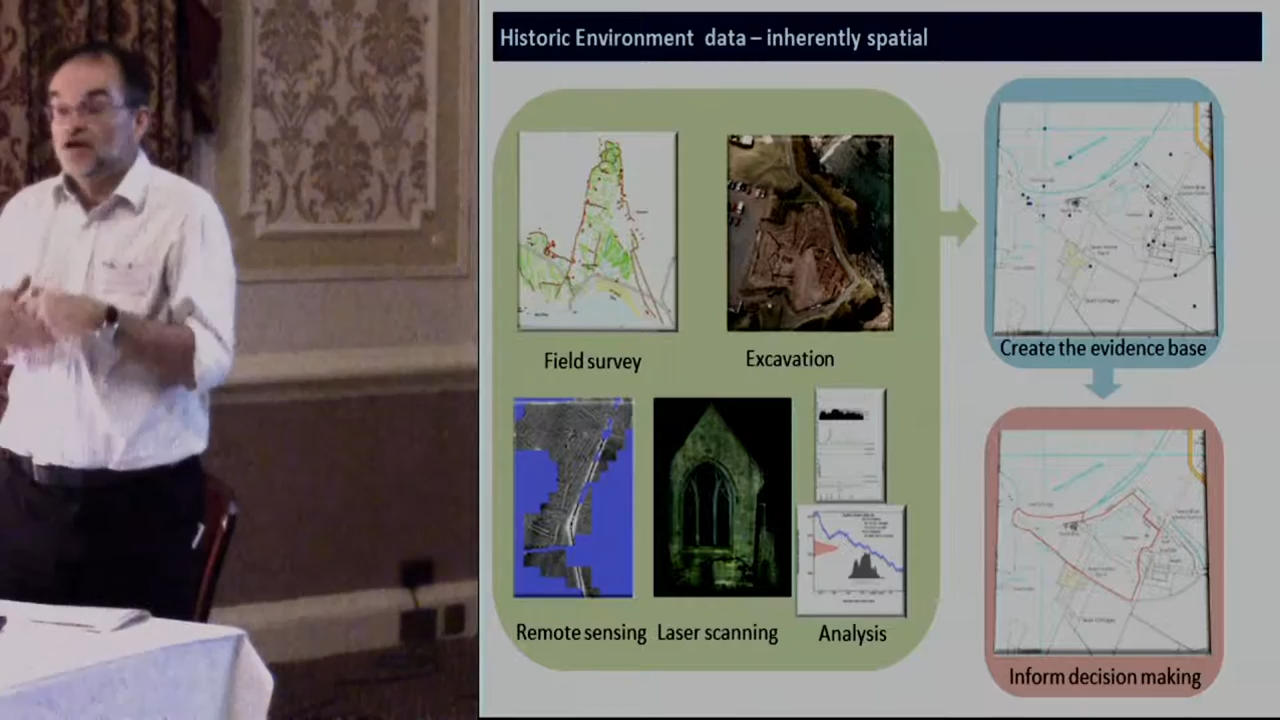 Historic Environment data – inherently spatial
Field survey
Excavation
Remote sensing
Laser scanning
Analysis
Create the evidence base
Inform decision making